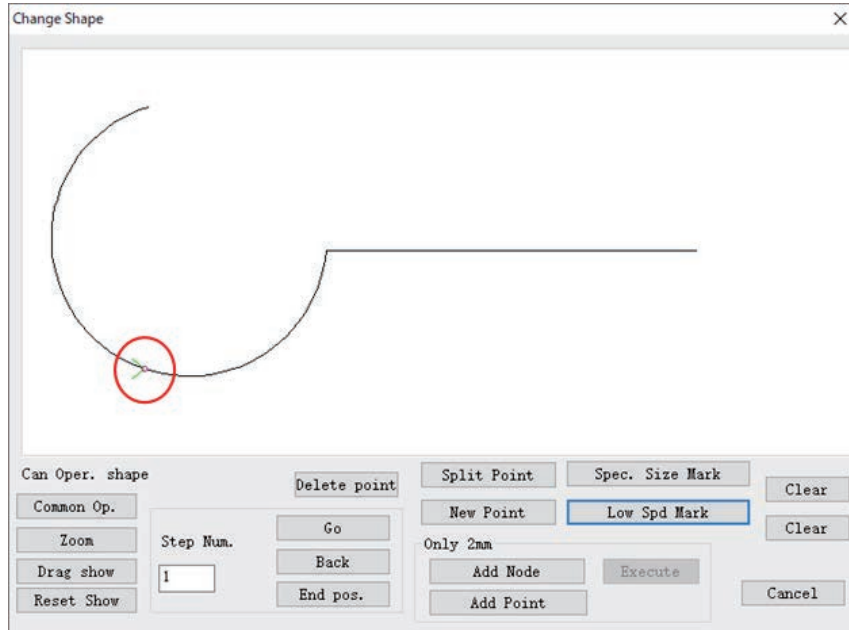 Change Shape
Can Oper. shape
Common Op.
Zoom
Drag show
Reset Show
Step Num.
1
Delete point
Go
Back
End pos.
Split Point
New Point
Spec. Size Mark
Low Spd Mark
Clear
Clear
Only 2mm
Add Node
Add Point
Execute
Cancel